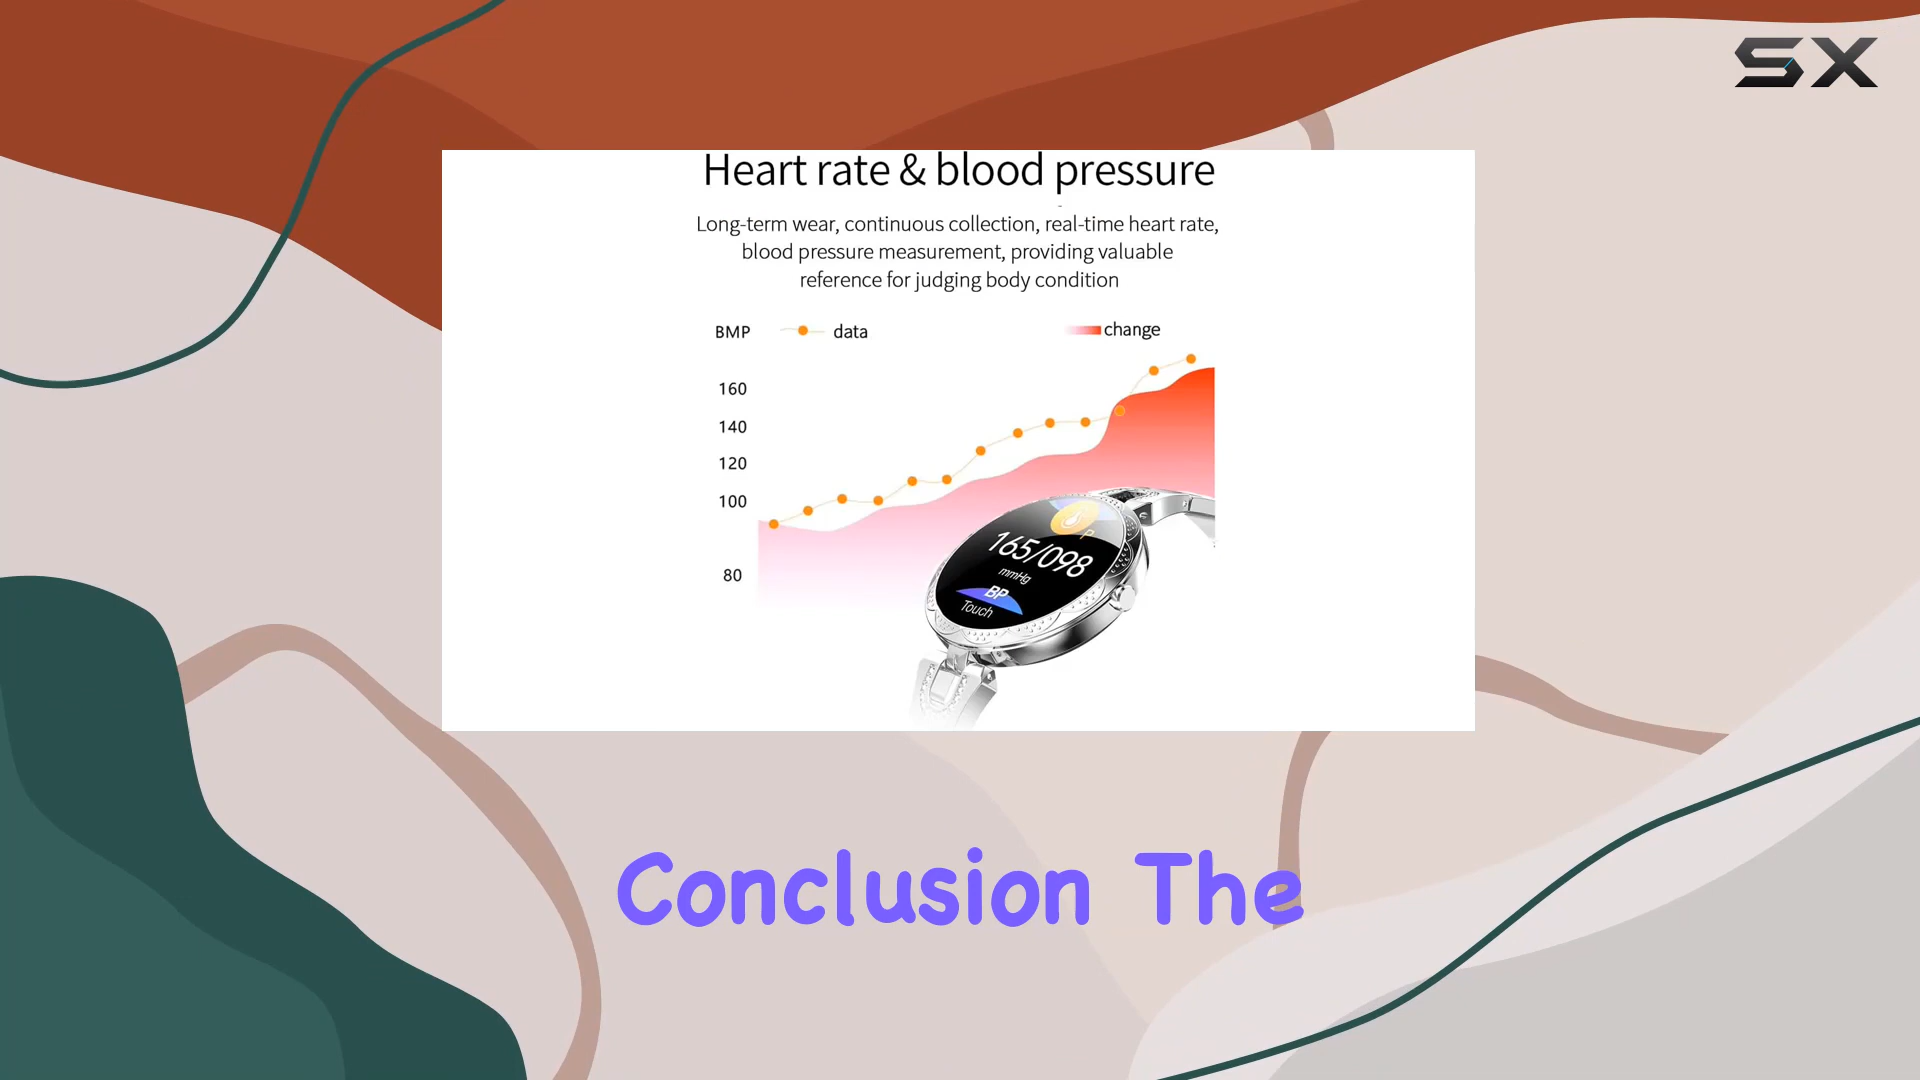 SX
Heart rate & blood pressure
Long-term wear, continuous collection, real-time heart rate,
blood pressure measurement, providing valuable
reference for judging body condition
BMP data change
160
140
120
100
80
165/098
mmHg
BP
Touch
Conclusion The